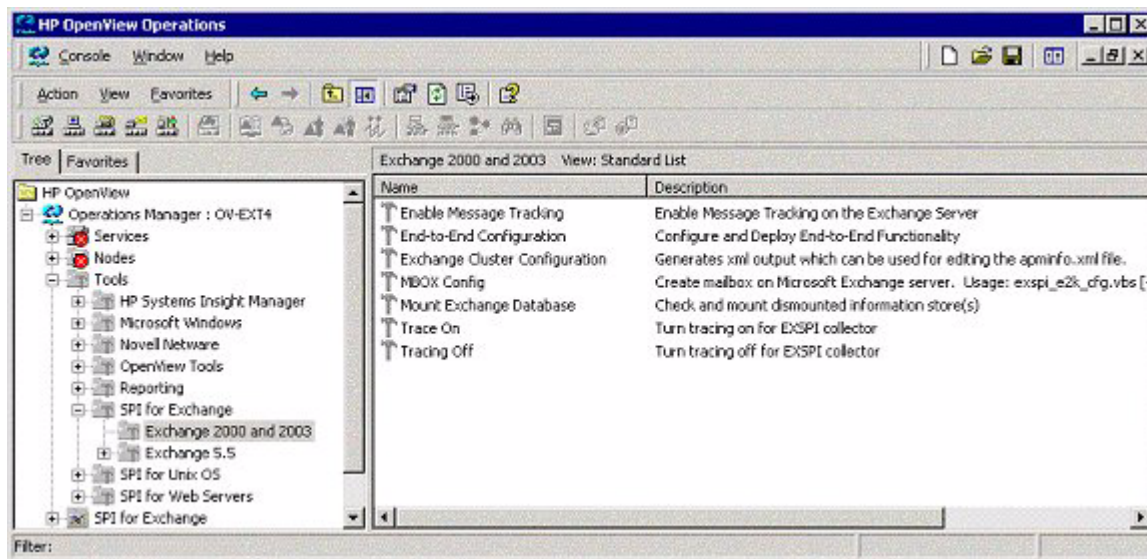 HP OpenView Operations
Console Window Help
Action View Favorites
Tree Favorites
Exchange 2000 and 2003 View: Standard List
HP OpenView
Operations Manager : OV-EXT4
Services
Nodes
Tools
HP Systems Insight Manager
Microsoft Windows
Novell Netware
OpenView Tools
Reporting
SPI for Exchange
Exchange 2000 and 2003
Exchange 5.5
SPI for Unix OS
SPI for Web Servers
SPI for Exchange
Name Description
Enable Message Tracking Enable Message Tracking on the Exchange Server
End-to-End Configuration Configure and Deploy End-to-End Functionality
Exchange Cluster Configuration Generates xml output which can be used for editing the apminfo.xml file.
MBOX Config Create mailbox on Microsoft Exchange server. Usage: exspi_e2k_cfg.vbs [-
Mount Exchange Database Check and mount dismounted information store(s)
Trace On Turn tracing on for EXSPI collector
Tracing Off Turn tracing off for EXSPI collector
Filter: